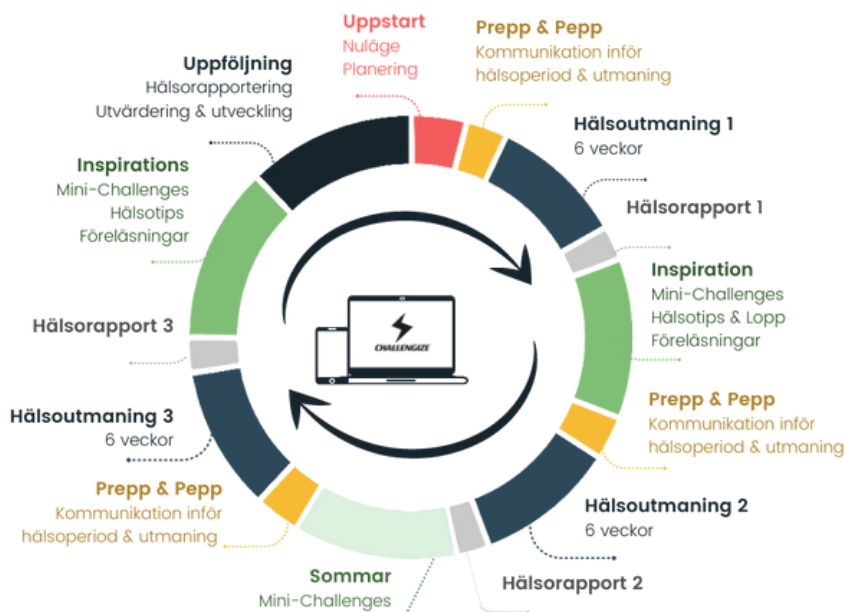 Uppstart
Nuläge
Planering
Prepp & Pepp
Kommunikation inför
hälsoperiod & utmaning
Hälsoutmaning 1
6 veckor
Hälsorapport 1
Inspiration
Mini-Challenges
Hälsotips & Lopp
Föreläsningar
Prepp & Pepp
Kommunikation inför
hälsoperiod & utmaning
Hälsoutmaning 2
6 veckor
Hälsorapport 2
Sommar
Mini-Challenges
Prepp & Pepp
Kommunikation inför
hälsoperiod & utmaning
Hälsoutmaning 3
6 veckor
Hälsorapport 3
Inspirations
Mini-Challenges
Hälsotips
Föreläsningar
Uppföljning
Hälsorapportering
Utvärdering & utveckling
CHALLENGIZE